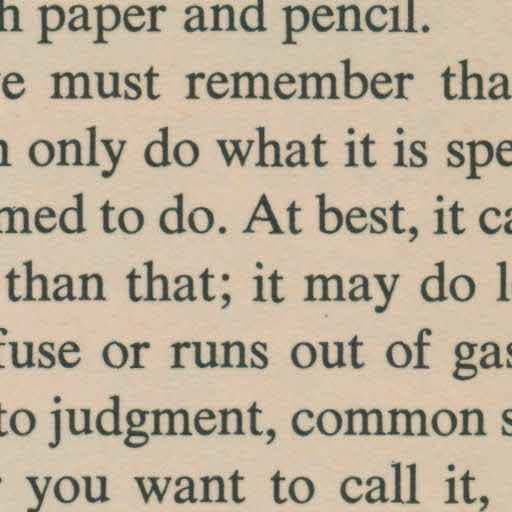 h paper and pencil.
e must remember tha
n only do what it is spe
med to do. At best, it ca
than that; it may do l
fuse or runs out of gas
to judgment, common s
you want to call it,